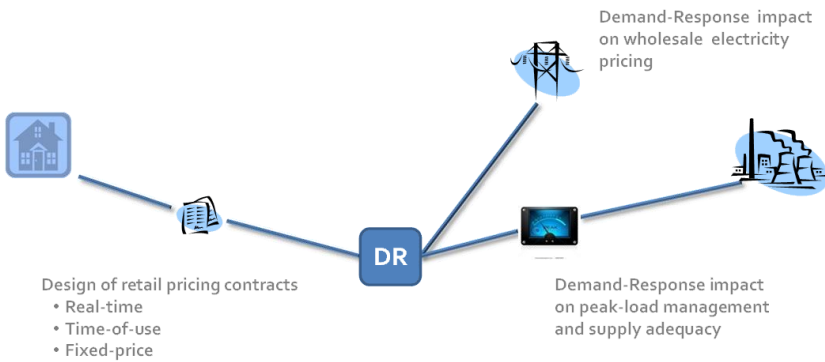 Demand-Response impact
on wholesale electricity
pricing
DR
Design of retail pricing contracts
• Real-time
• Time-of-use
• Fixed-price
Demand-Response impact
on peak-load management
and supply adequacy